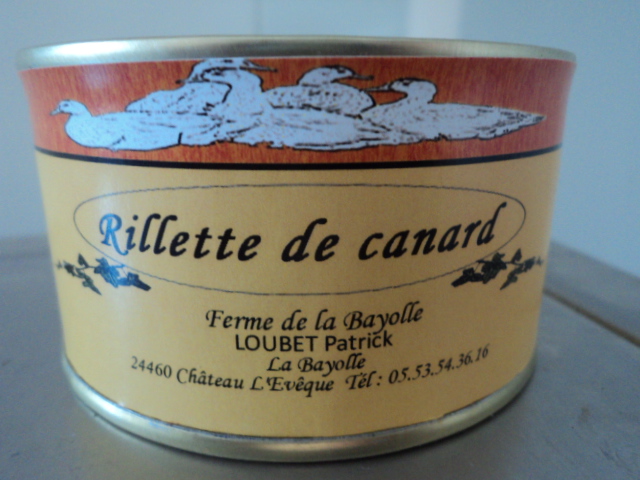 Rillette de canard
Ferme de la Bayolle
LOUBET Patrick
La Bayolle
24460 Château L'Evêque Tél : 05.53.54.36.16